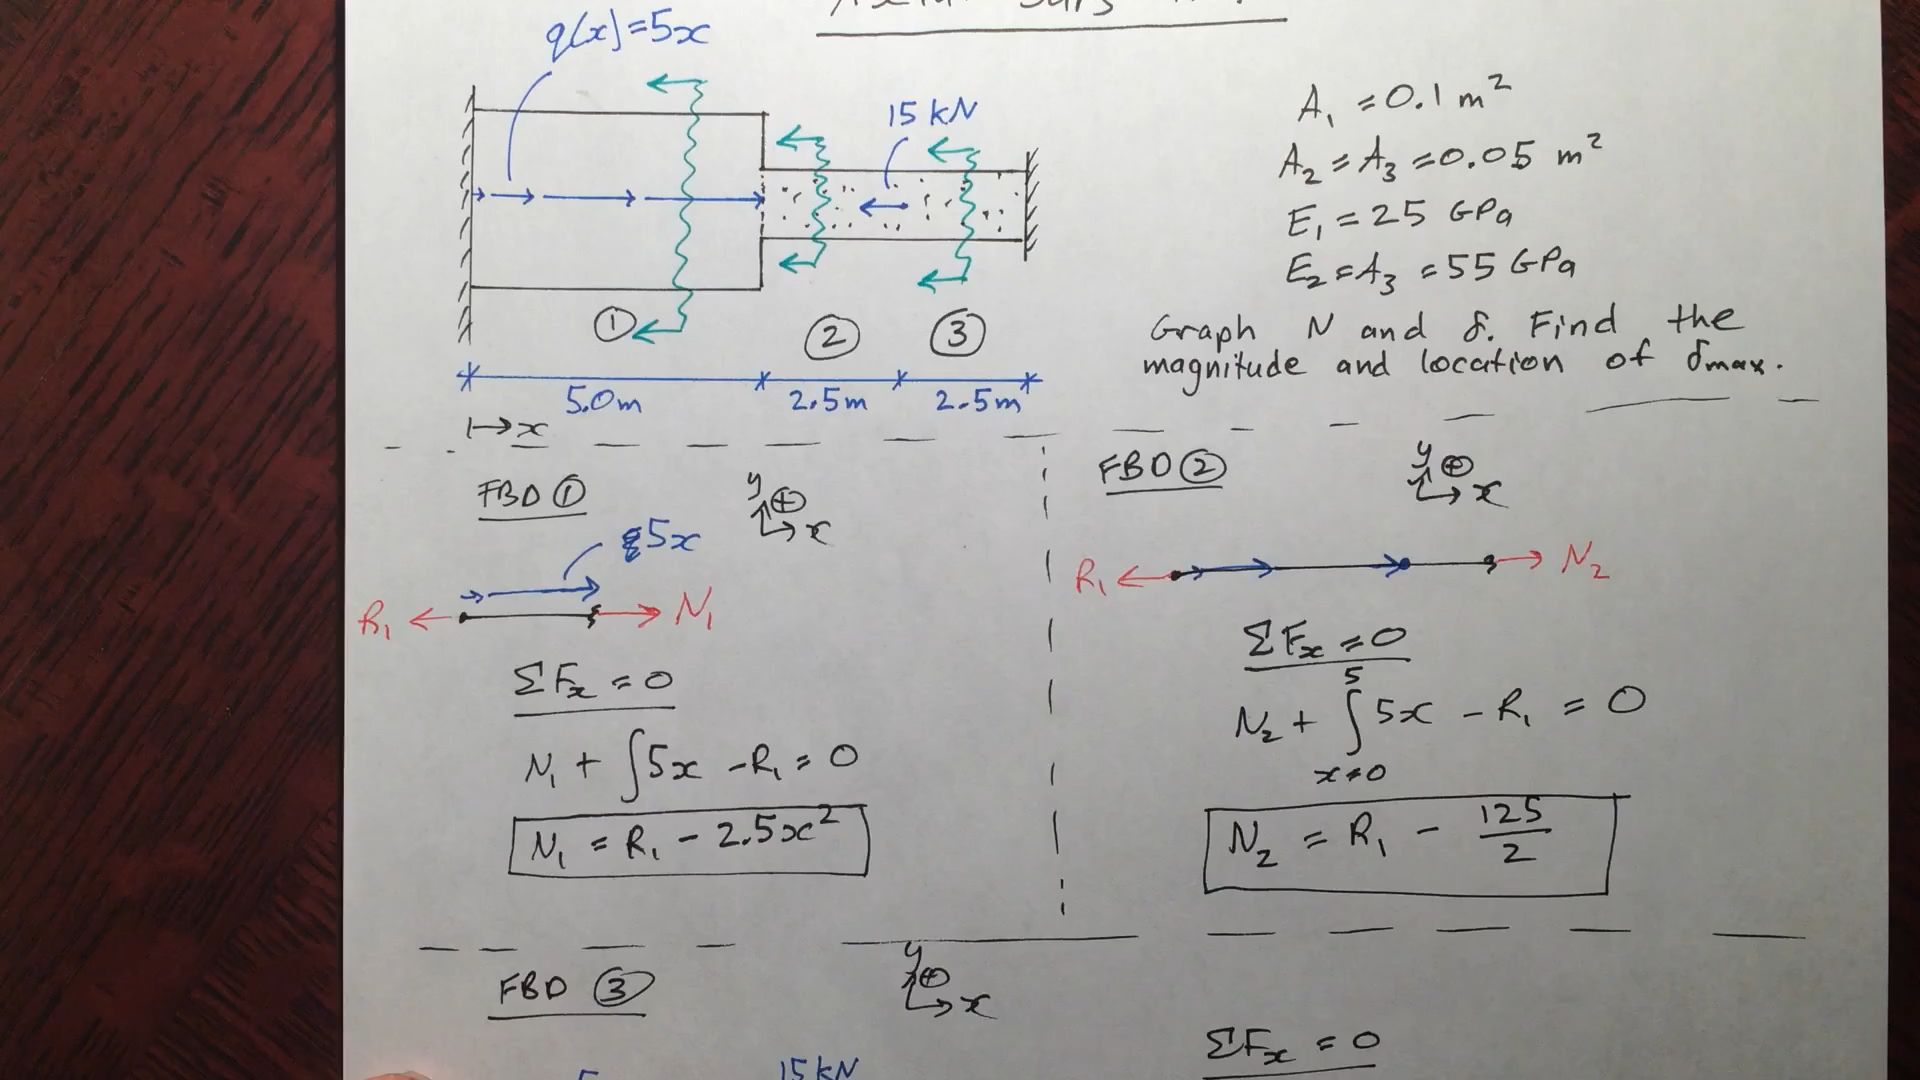 q(x)=5x
15 kN
A₁ = 0.1 m²
A₂ = A₃ = 0.05 m²
E₁ = 25 GPa
E₂ = A₃ = 55 GPa
Graph N and δ. Find the
magnitude and location of δmax.
① ② ③
5.0m 2.5m 2.5m
x
FBD ①
y ⊕ x
5x
R₁ N₁
ΣFx = 0
N₁ + ∫5x - R₁ = 0
N₁ = R₁ - 2.5x²
FBD ②
y ⊕ x
R₁ N₂
ΣFx = 0
5
N₂ + ∫5x - R₁ = 0
x=0
N₂ = R₁ - 125/2
FBD ③
y ⊕ x
15 kN
ΣFx = 0